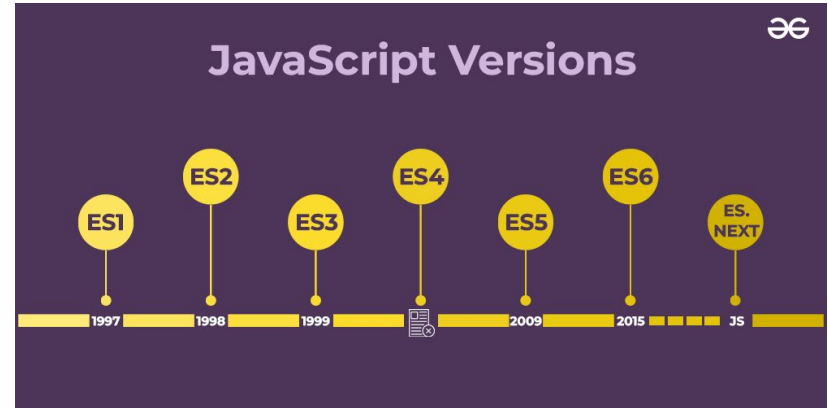 JavaScript Versions
ES1
ES2
ES3
ES4
ES5
ES6
ES.
NEXT
1997
1998
1999
2009
2015
JS